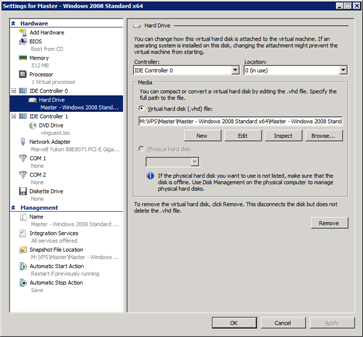 Settings for Master - Windows 2008 Standard x64
Hardware
Add Hardware
BIOS
Boot from CD
Memory
512 MB
Processor
1 Virtual processor
IDE Controller 0
Hard Drive
Master - Windows 2008 Stand...
IDE Controller 1
DVD Drive
vmguest.iso
Network Adapter
Marvell Yukon 88E8071 PCI-E Giga...
COM 1
None
COM 2
None
Diskette Drive
None
Management
Name
Master - Windows 2008 Standard ...
Integration Services
All services offered
Snapshot File Location
M:\VPS\Master\Master - Windows ...
Automatic Start Action
Restart if previously running
Automatic Stop Action
Save
Hard Drive
You can change how this virtual hard disk is attached to the virtual machine. If an
operating system is installed on this disk, changing the attachment might prevent the
virtual machine from starting.
Controller:
Location:
IDE Controller 0
0 (in use)
Media
You can compact or convert a virtual hard disk by editing the .vhd file. Specify the
full path to the file.
Virtual hard disk (.vhd) file:
M:\VPS\Master\Master - Windows 2008 Standard x64\Master - Windows 2008 Stand
New
Edit
Inspect
Browse...
Physical hard disk:
If the physical hard disk you want to use is not listed, make sure that the
disk is offline. Use Disk Management on the physical computer to manage
physical hard disks.
To remove the virtual hard disk, click Remove. This disconnects the disk but does not
delete the .vhd file.
Remove
OK
Cancel
Apply